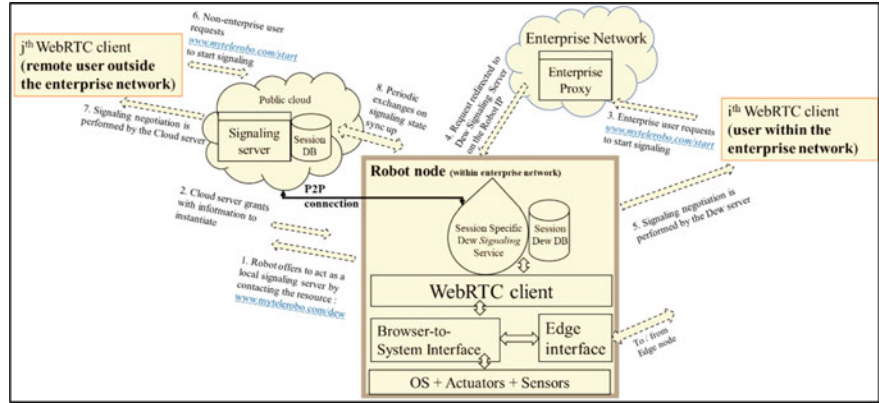 6. Non-enterprise user
requests
www.mytelerobo.com/start
to start signaling
jth WebRTC client
(remote user outside
the enterprise network)
7. Signaling negotiation is
performed by the Cloud server
Public cloud
Signaling
server
Session
DB
8. Periodic
exchanges on
signaling state
sync up
4. Request redirected to
Dew Signaling Server
on the Robot IP
Enterprise Network
Enterprise
Proxy
3. Enterprise user requests
www.mytelerobo.com/start
to start signaling
ith WebRTC client
(user within the
enterprise network)
2. Cloud server grants
with information to
instantiate
P2P
connection
1. Robot offers to act as a
local signaling server by
contacting the resource :
www.mytelerobo.com/dew
Robot node (within enterprise network)
Session Specific
Dew Signaling
Service
Session
Dew DB
5. Signaling negotiation is
performed by the Dew server
WebRTC client
Browser-to-
System Interface
Edge
interface
To / from
Edge node
OS + Actuators + Sensors